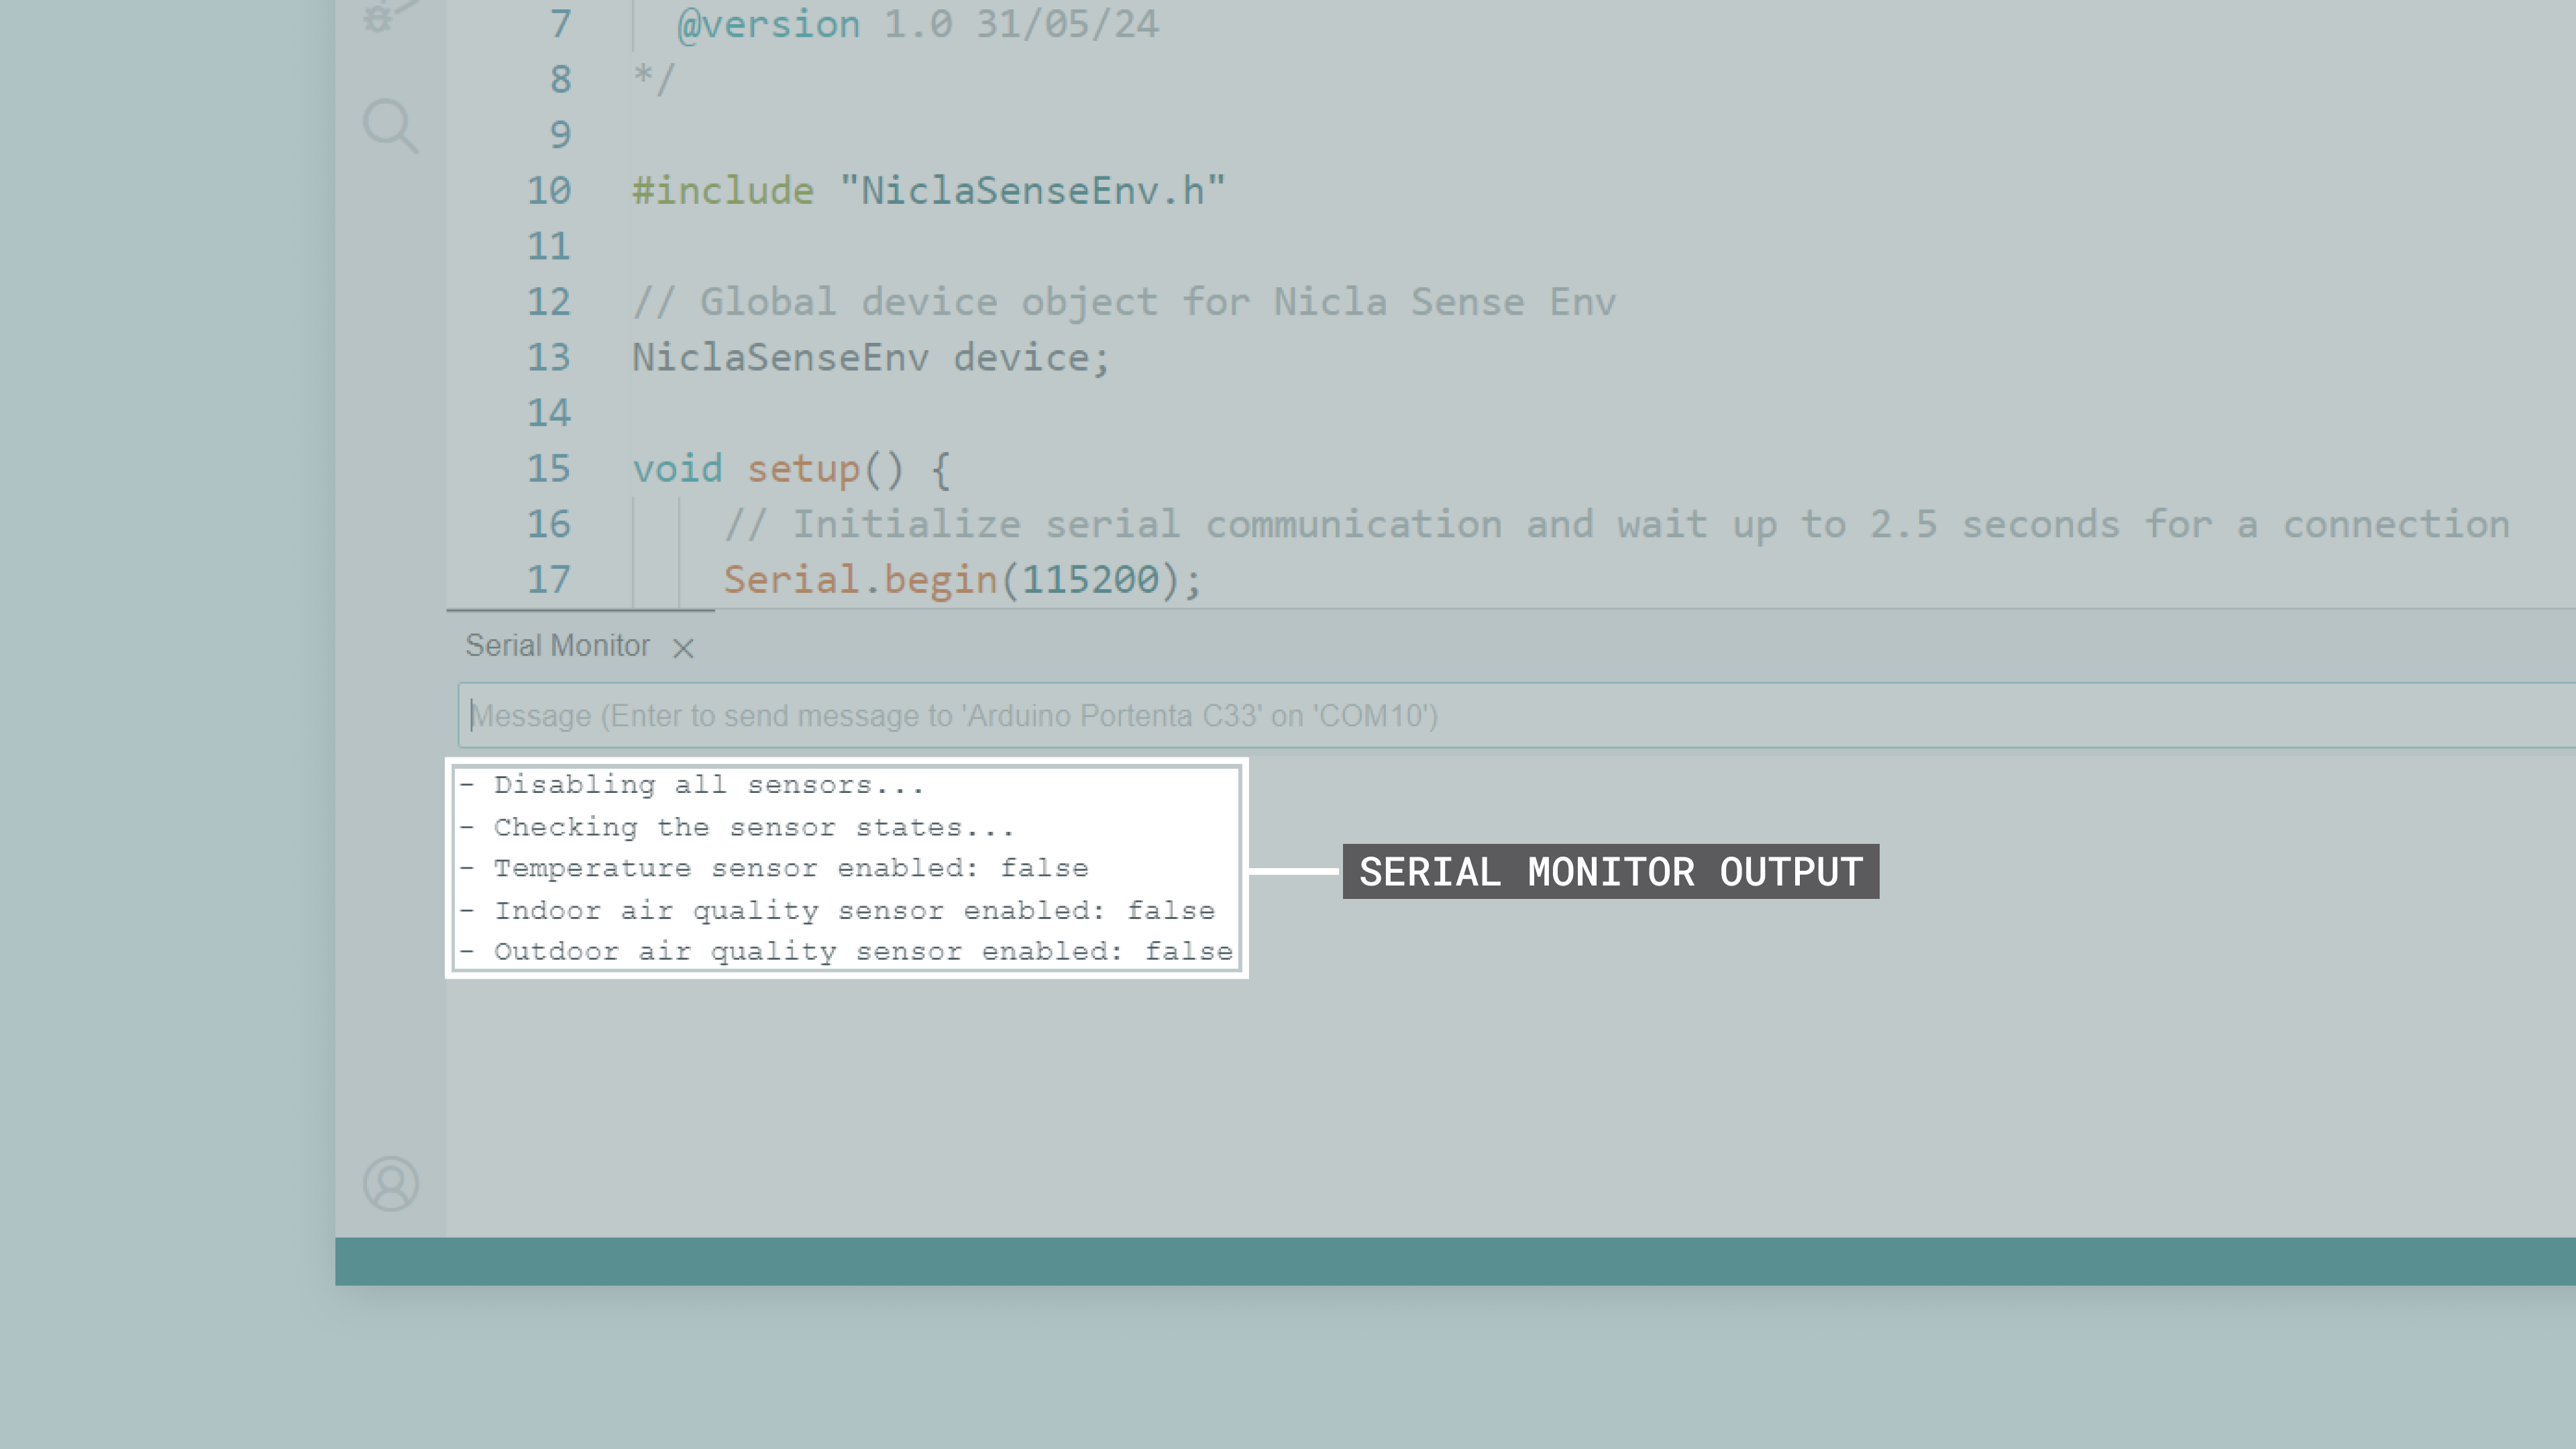 7 @version 1.0 31/05/24
8 */
9
10 #include "NiclaSenseEnv.h"
11
12 // Global device object for Nicla Sense Env
13 NiclaSenseEnv device;
14
15 void setup() {
16 // Initialize serial communication and wait up to 2.5 seconds for a connection
17 Serial.begin(115200);
Serial Monitor
Message (Enter to send message to 'Arduino Portenta C33' on 'COM10')
- Disabling all sensors...
- Checking the sensor states...
- Temperature sensor enabled: false
- Indoor air quality sensor enabled: false
- Outdoor air quality sensor enabled: false
SERIAL MONITOR OUTPUT